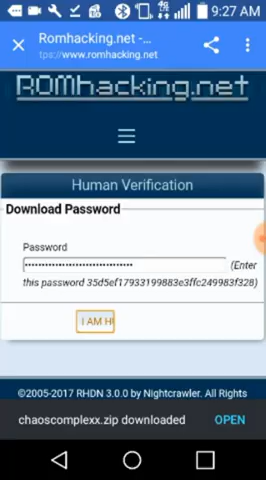 9:27 AM
Romhacking.net -...
tps://www.romhacking.net
ROMhacking.net
Human Verification
Download Password
Password
(Enter
this password 35d5ef17933199883e3ffc249983f328)
I AM H
©2005-2017 RHDN 3.0.0 by Nightcrawler. All Rights
chaoscomplexx.zip downloaded
OPEN